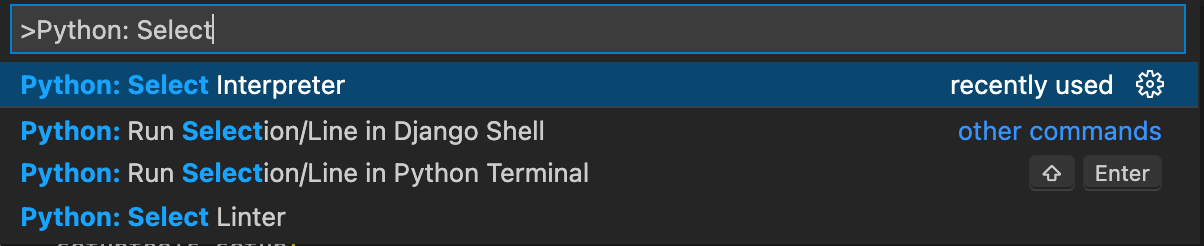 >Python: Select
Python: Select Interpreter recently used
Python: Run Selection/Line in Django Shell other commands
Python: Run Selection/Line in Python Terminal ⇧ Enter
Python: Select Linter